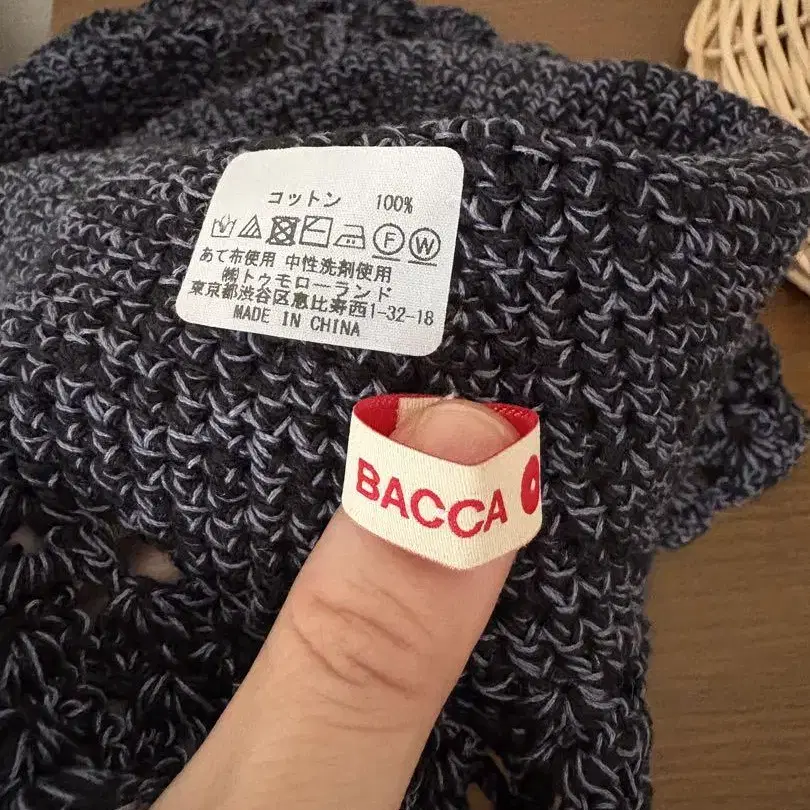 コットン 100%
F W
あて布使用 中性洗剤使用
㈱トゥモローランド
東京都渋谷区恵比寿西1-32-18
MADE IN CHINA
BACCA